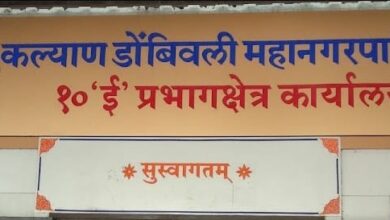 कल्याण डोंबिवली महानगरपा
१० 'ई' प्रभागक्षेत्र कार्याल
* सुस्वागतम् *